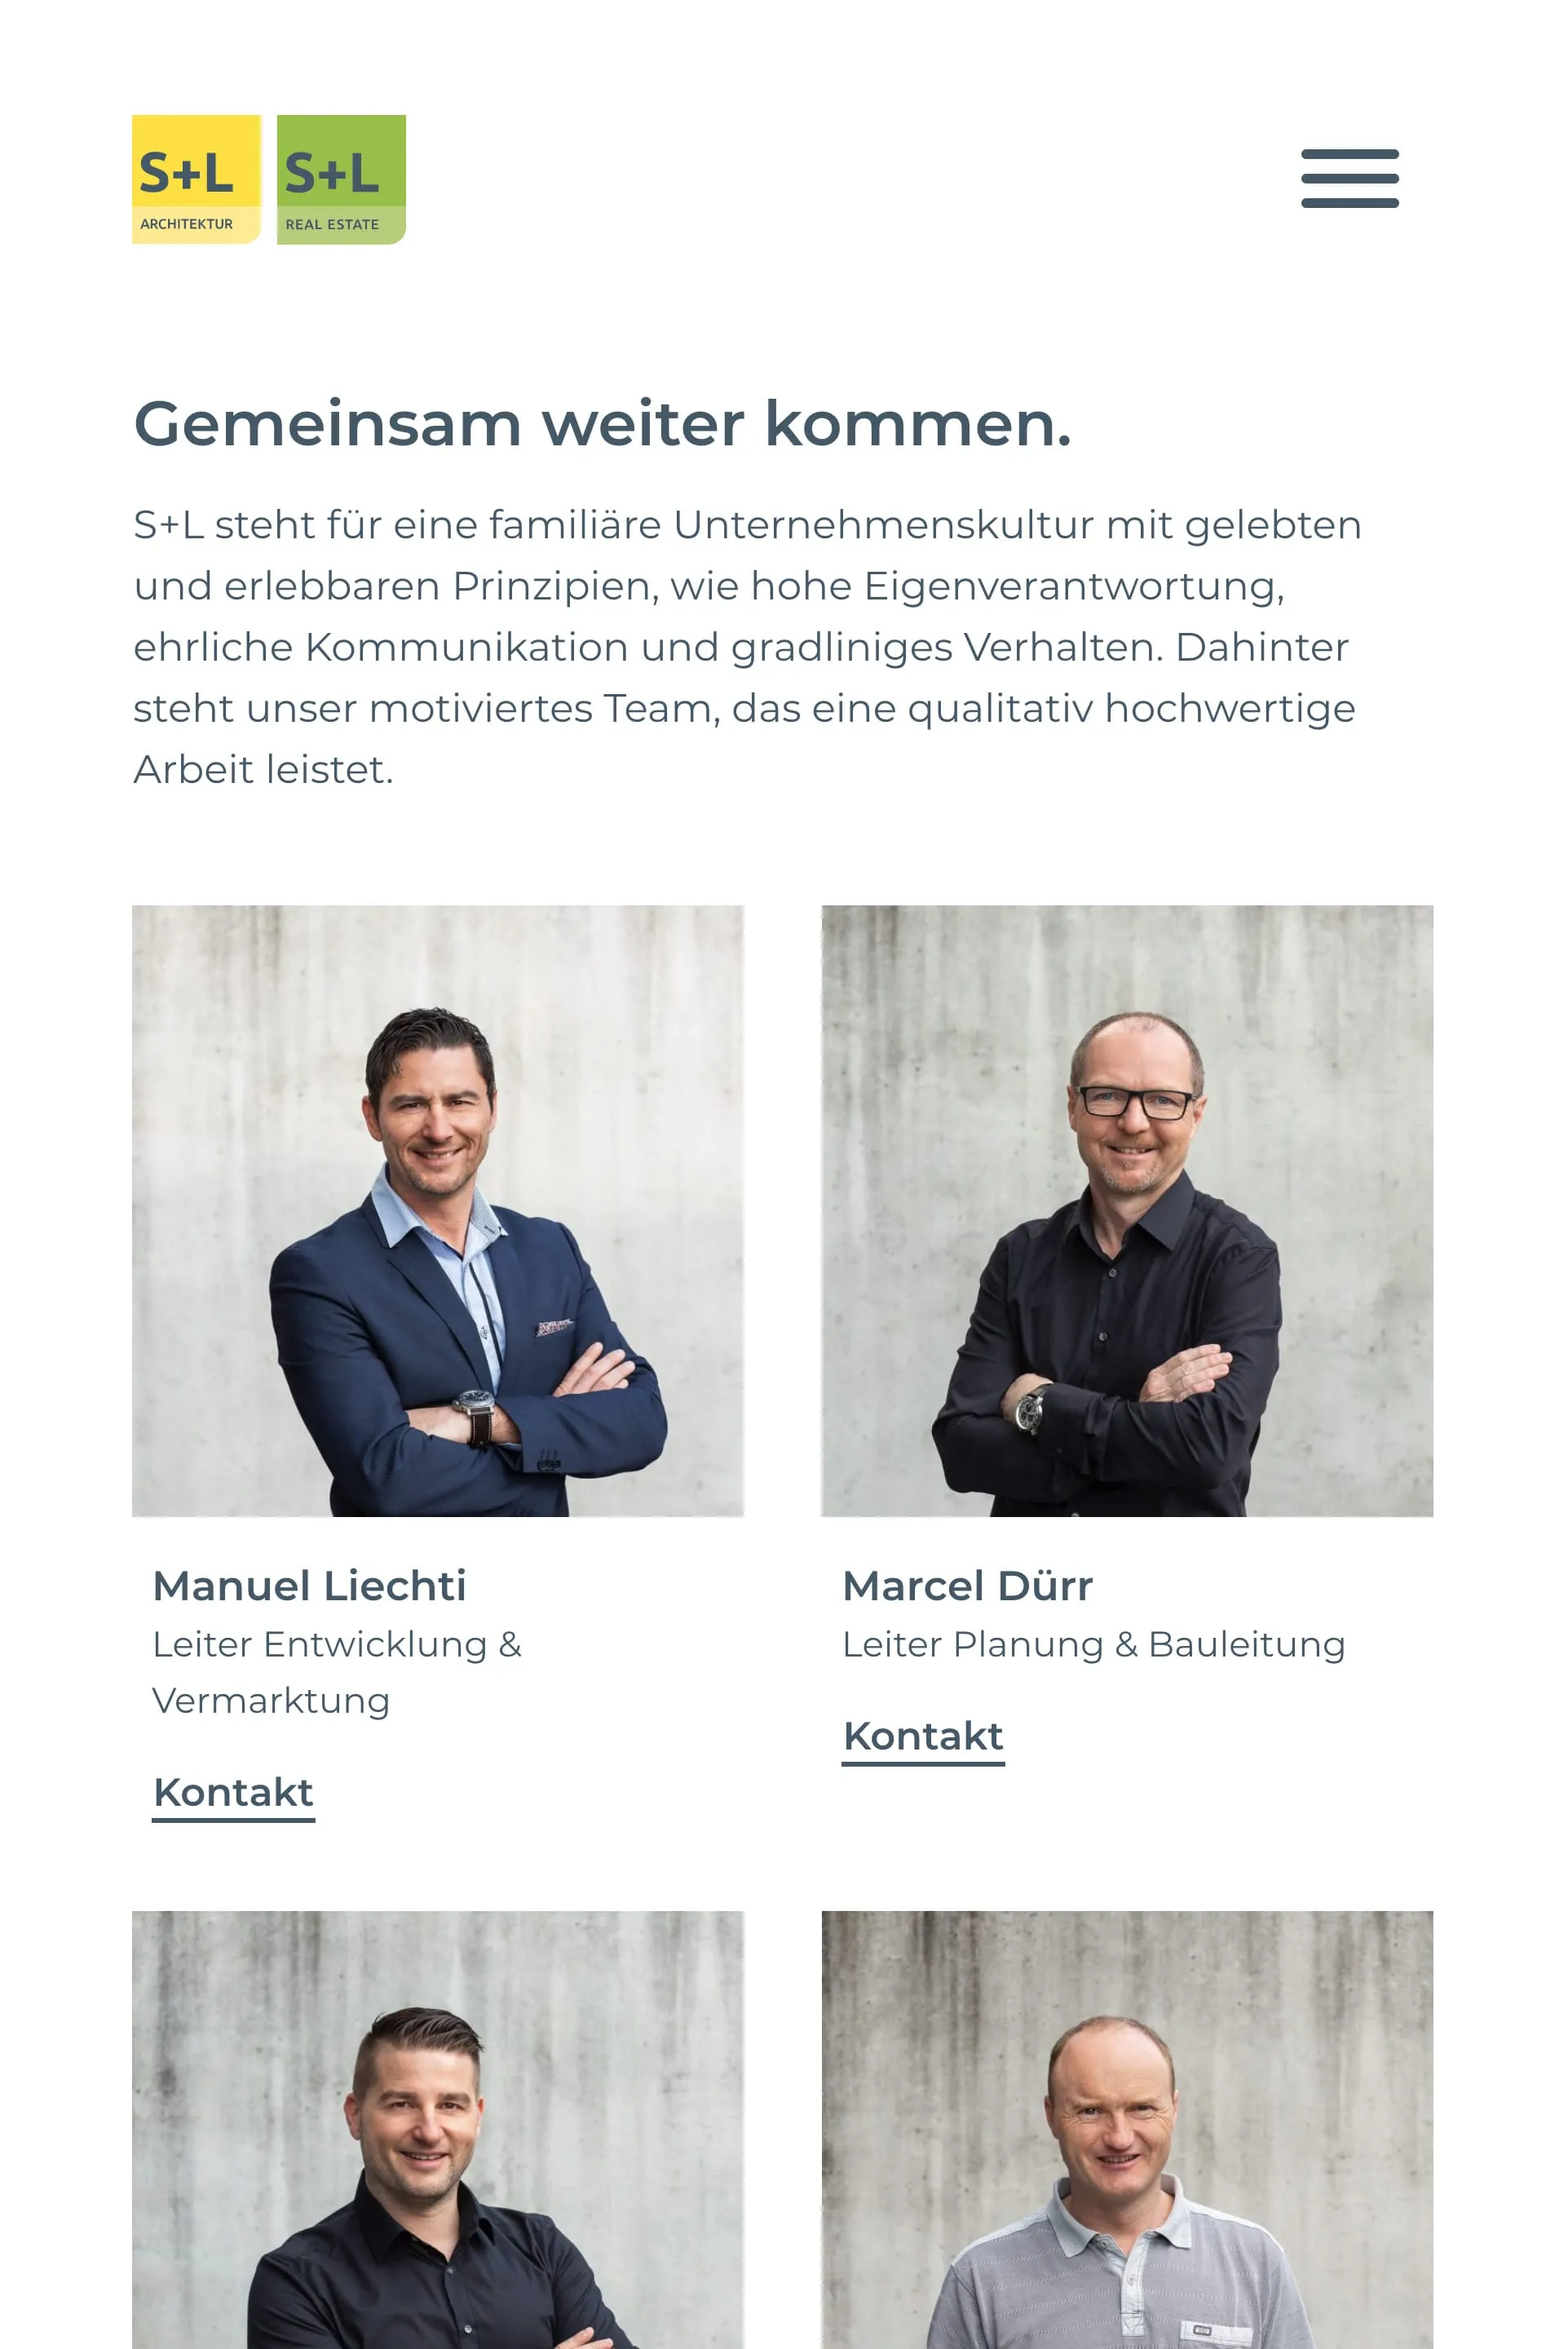 S+L
ARCHITEKTUR
S+L
REAL ESTATE
Gemeinsam weiter kommen.
S+L steht für eine familiäre Unternehmenskultur mit gelebten
und erlebbaren Prinzipien, wie hohe Eigenverantwortung,
ehrliche Kommunikation und gradliniges Verhalten. Dahinter
steht unser motiviertes Team, das eine qualitativ hochwertige
Arbeit leistet.
Manuel Liechti
Leiter Entwicklung &
Vermarktung
Kontakt
Marcel Dürr
Leiter Planung & Bauleitung
Kontakt